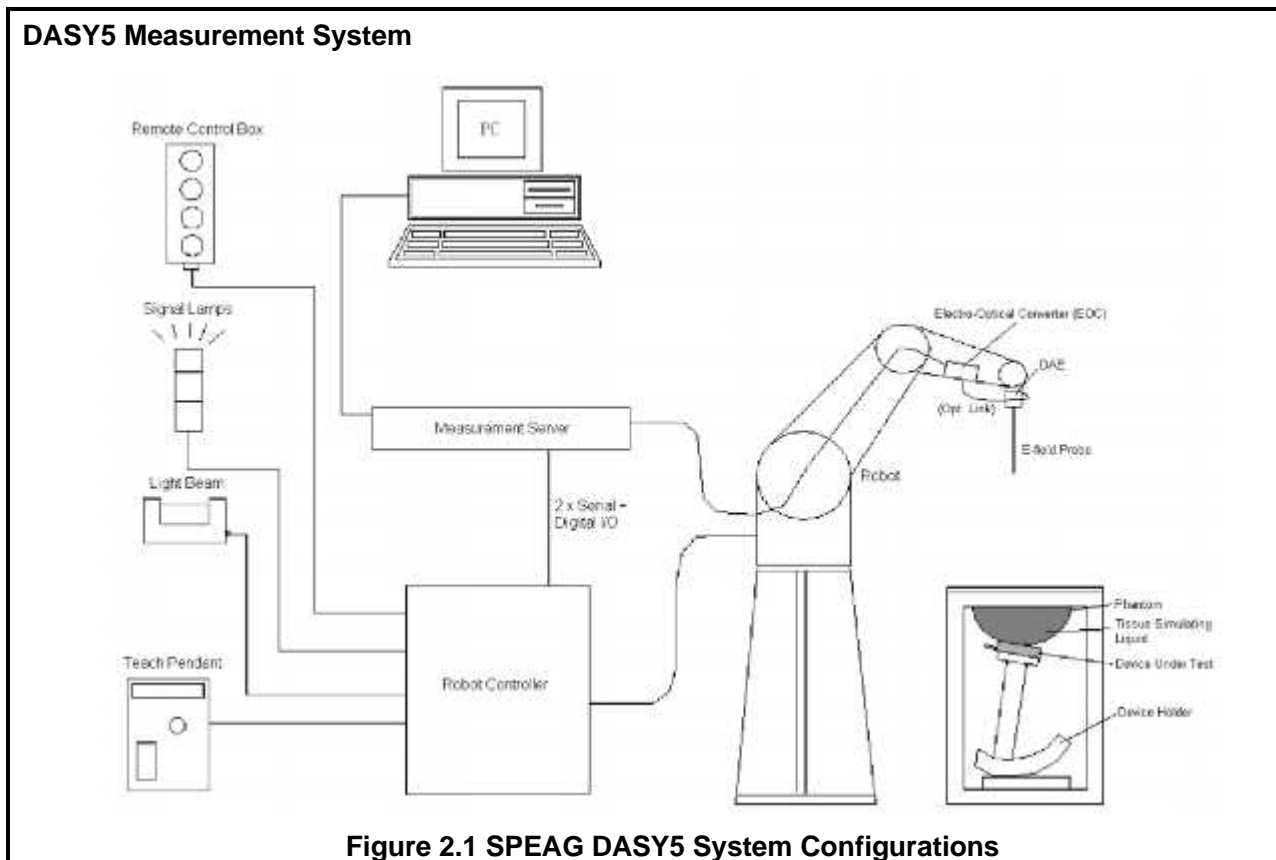 DASY5 Measurement System
Remote Control Box
PC
Signal Lamps
Electro-Optical Converter (EOC)
DAE
(Opt. Link)
Measurement Server
E-field Probe
Robot
Light Beam
2 x Serial +
Digital I/O
Phantom
Tissue Simulating
Liquid
Device Under Test
Teach Pendant
Robot Controller
Device Holder
Figure 2.1 SPEAG DASY5 System Configurations